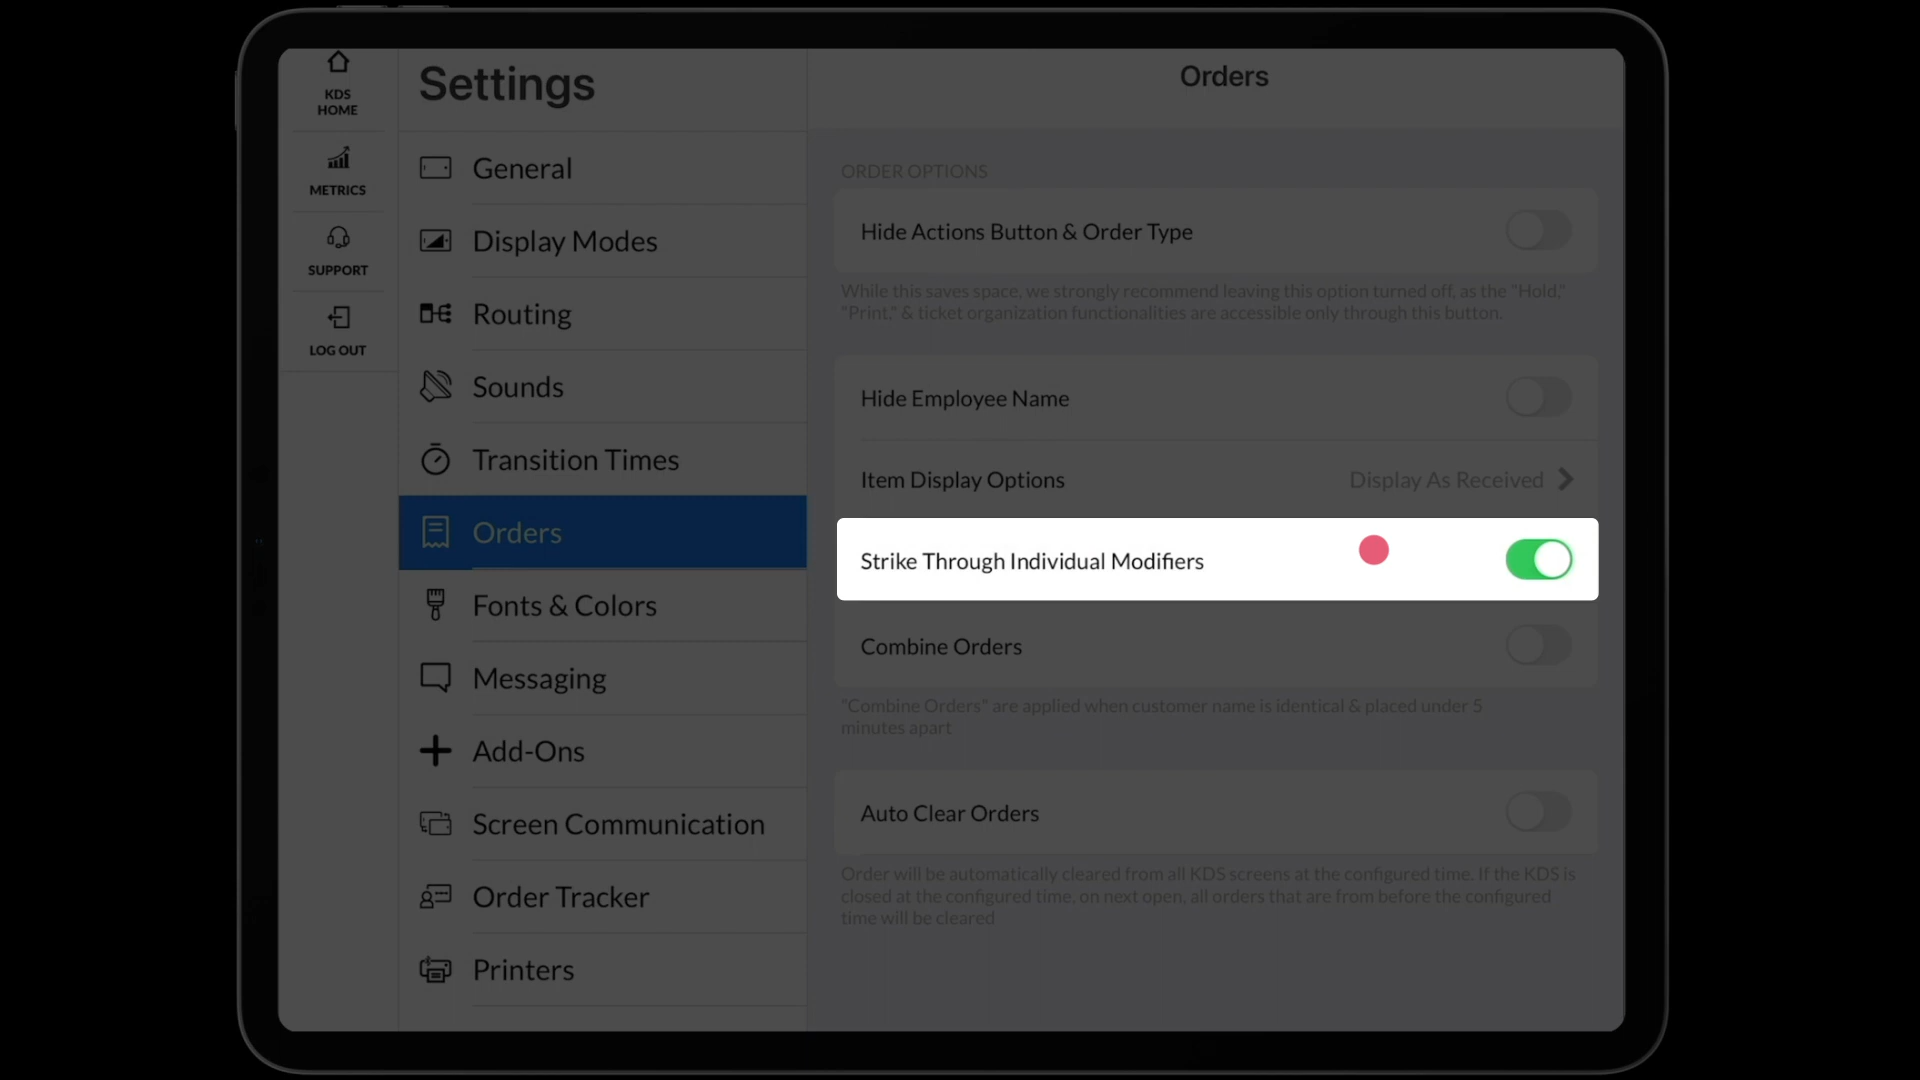 KDS
HOME
METRICS
SUPPORT
LOG OUT
Settings
General
Display Modes
Routing
Sounds
Transition Times
Orders
Fonts & Colors
Messaging
Add-Ons
Screen Communication
Order Tracker
Printers
Orders
ORDER OPTIONS
Hide Actions Button & Order Type
While this saves space, we strongly recommend leaving this option turned off, as the "Hold,"
"Print," & ticket organization functionalities are accessible only through this button.
Hide Employee Name
Item Display Options
Display As Received
Strike Through Individual Modifiers
Combine Orders
"Combine Orders" are applied when customer name is identical & placed under 5
minutes apart
Auto Clear Orders
Order will be automatically cleared from all KDS screens at the configured time. If the KDS is
closed at the configured time, on next open, all orders that are from before the configured
time will be cleared